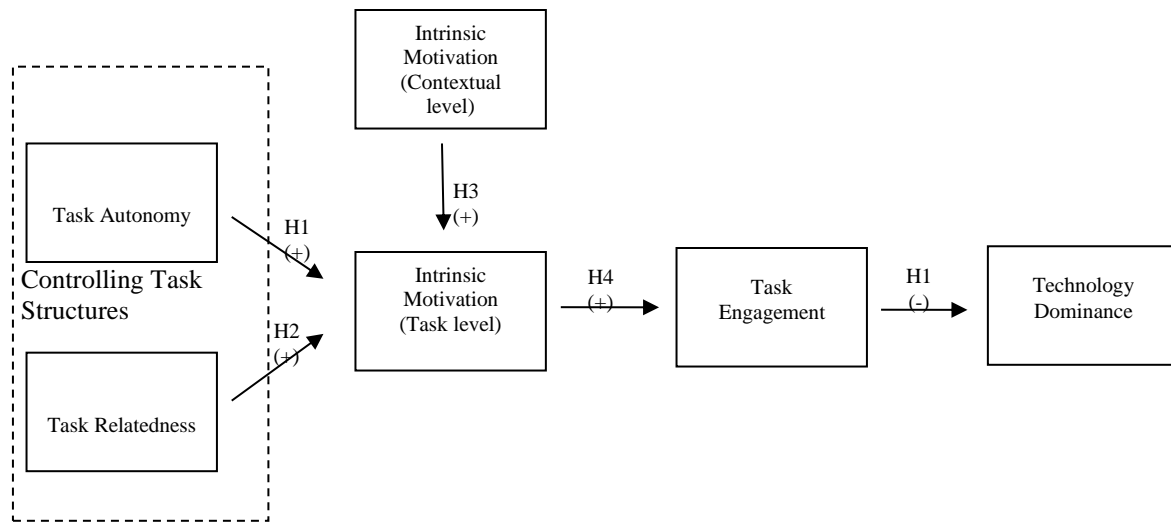 Intrinsic
Motivation
(Contextual
level)
H3
(+)
Task Autonomy
H1
(+)
Controlling Task
Structures
Intrinsic
Motivation
(Task level)
H4
(+)
Task
Engagement
H1
(-)
Technology
Dominance
H2
(+)
Task Relatedness